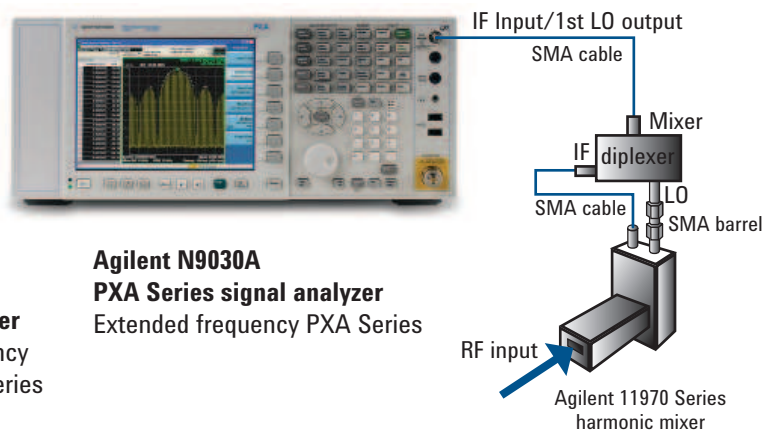 PXA
IF Input/1st LO output
SMA cable
Mixer
IF
diplexer
LO
SMA cable
SMA barrel
Agilent N9030A
PXA Series signal analyzer
Extended frequency PXA Series
er
ncy
eries
RF input
Agilent 11970 Series
harmonic mixer